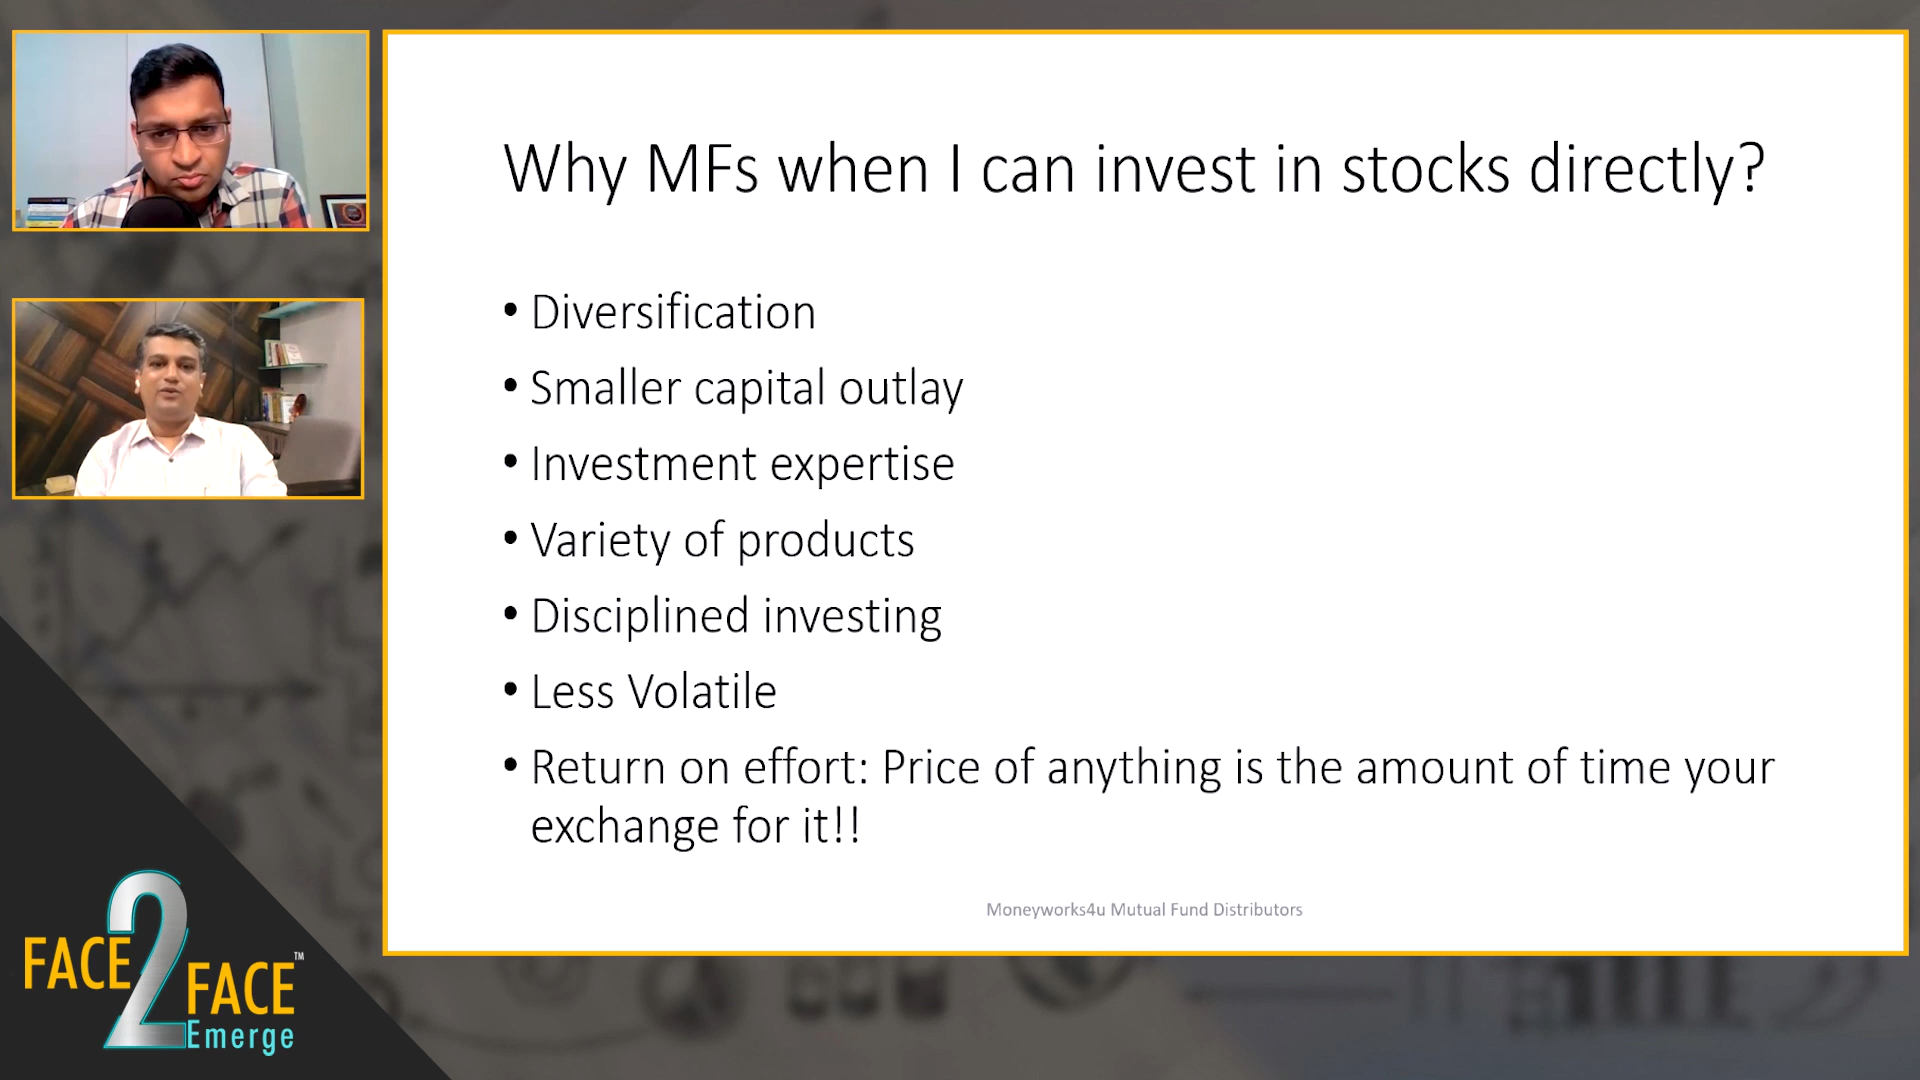 Why MFs when I can invest in stocks directly?
• Diversification
• Smaller capital outlay
• Investment expertise
• Variety of products
• Disciplined investing
• Less Volatile
• Return on effort: Price of anything is the amount of time your
exchange for it!!
Moneyworks4u Mutual Fund Distributors
FACE 2 FACE™
Emerge